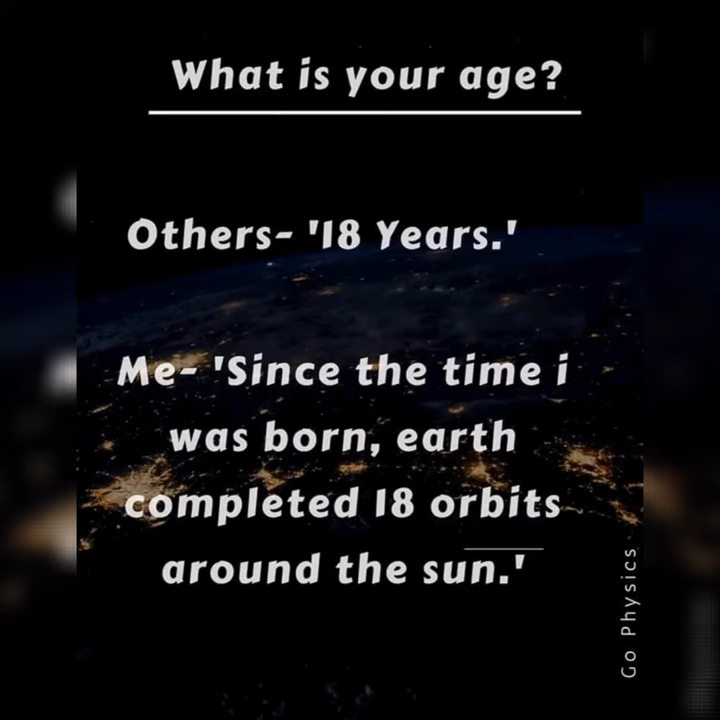 What is your age?
Others- '18 Years.'
Me- 'Since the time i
was born, earth
completed 18 orbits
around the sun.'
Go Physics